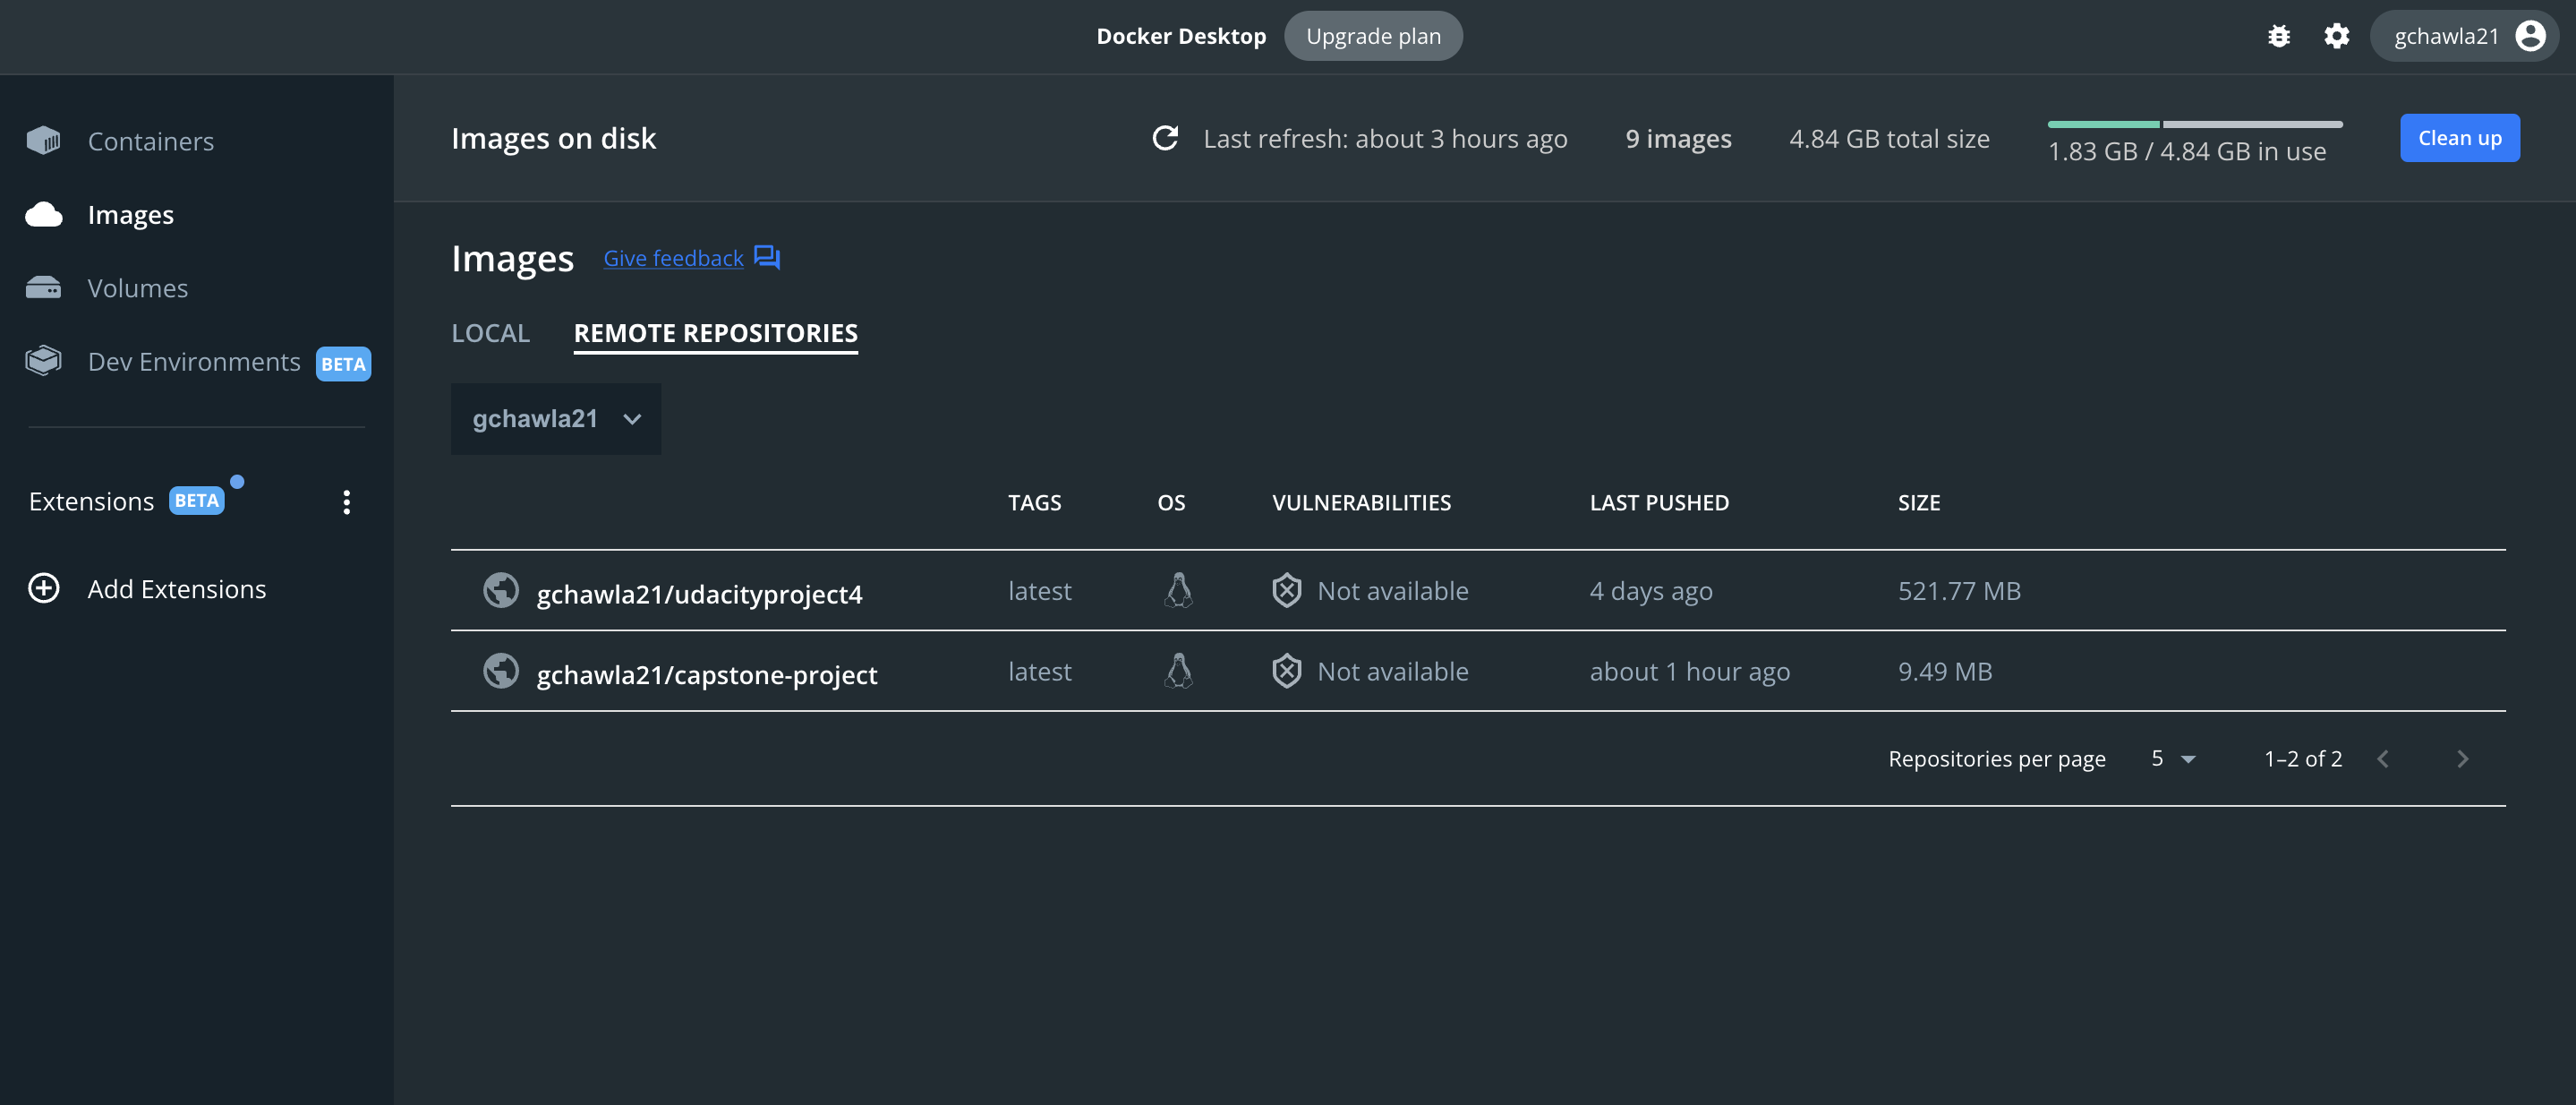 Docker Desktop Upgrade plan
gchawla21
Containers
Images
Volumes
Dev Environments BETA
Extensions BETA
Add Extensions
Images on disk
Last refresh: about 3 hours ago
9 images
4.84 GB total size
1.83 GB / 4.84 GB in use
Clean up
Images Give feedback
LOCAL REMOTE REPOSITORIES
gchawla21
TAGS OS VULNERABILITIES LAST PUSHED SIZE
gchawla21/udacityproject4 latest Not available 4 days ago 521.77 MB
gchawla21/capstone-project latest Not available about 1 hour ago 9.49 MB
Repositories per page 5 1–2 of 2